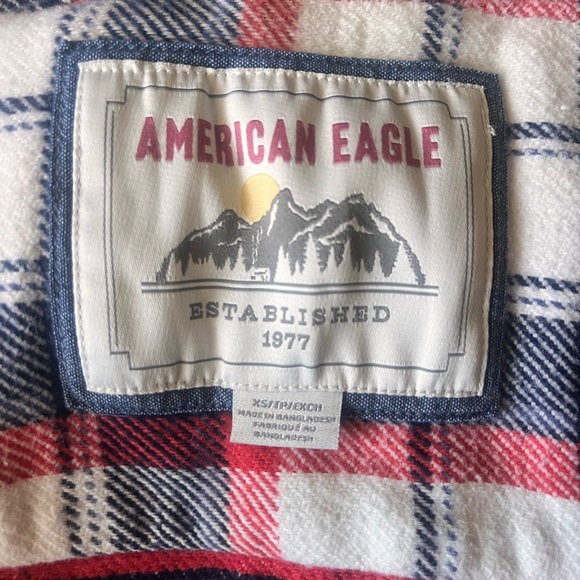 AMERICAN EAGLE
ESTABLISHED
1977
XS/TP/EXCH
MADE IN BANGLADESH
FABRIQUÉ AU
BANGLADESH